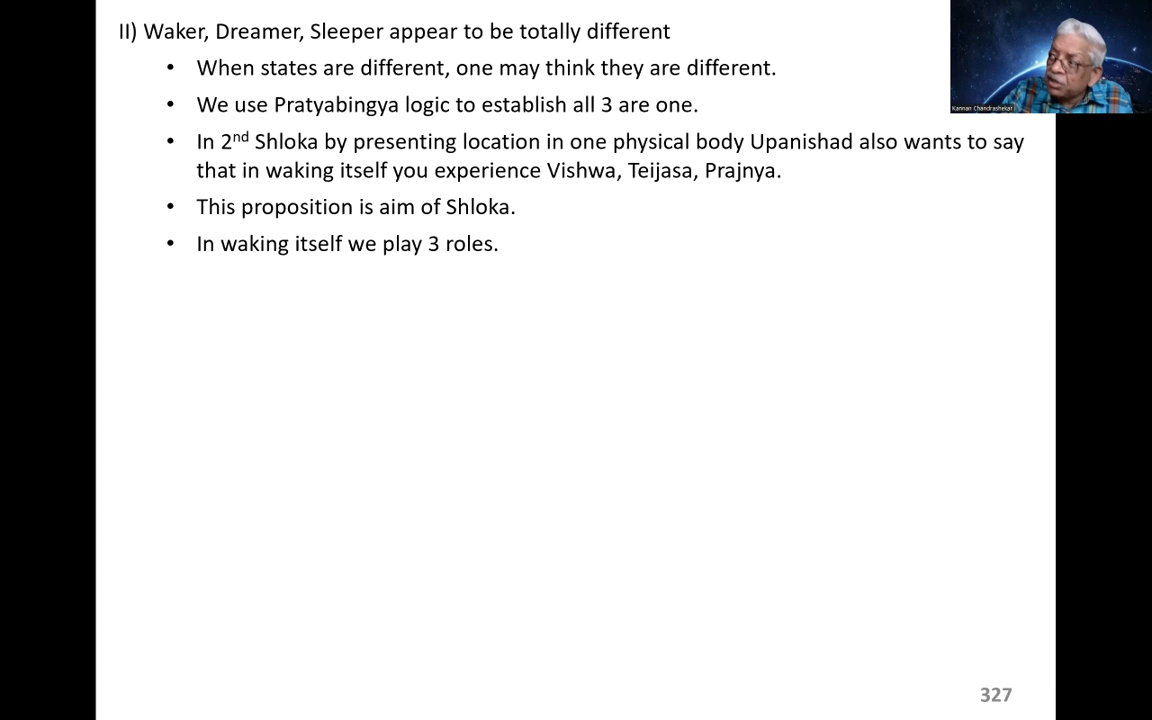 II) Waker, Dreamer, Sleeper appear to be totally different
• When states are different, one may think they are different.
• We use Pratyabingya logic to establish all 3 are one.
• In 2nd Shloka by presenting location in one physical body Upanishad also wants to say
that in waking itself you experience Vishwa, Teijasa, Prajnya.
• This proposition is aim of Shloka.
• In waking itself we play 3 roles.
Kannan Chandrashekar
327